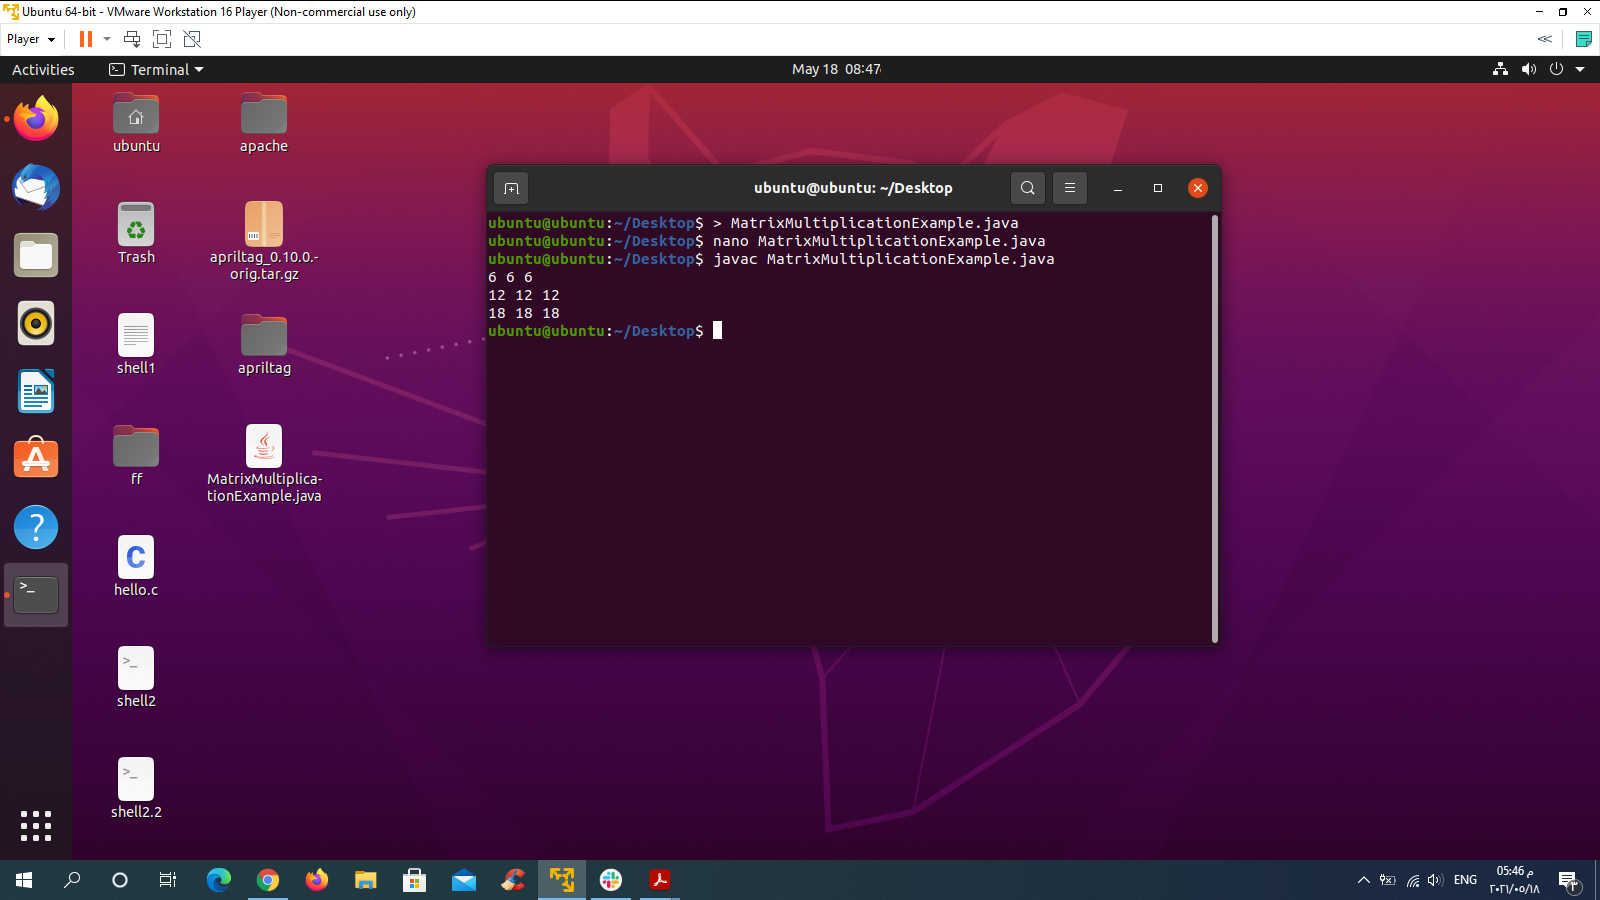 Ubuntu 64-bit - VMware Workstation 16 Player (Non-commercial use only)
Player
Activities
Terminal
May 18 08:47
ubuntu
apache
Trash
apriltag_0.10.0.-
orig.tar.gz
shell1
apriltag
ff
MatrixMultiplica-
tionExample.java
hello.c
shell2
shell2.2
ubuntu@ubuntu: ~/Desktop
ubuntu@ubuntu:~/Desktop$ > MatrixMultiplicationExample.java
ubuntu@ubuntu:~/Desktop$ nano MatrixMultiplicationExample.java
ubuntu@ubuntu:~/Desktop$ javac MatrixMultiplicationExample.java
6 6 6
12 12 12
18 18 18
ubuntu@ubuntu:~/Desktop$
ENG
05:46 م
٢٠٢١/٠٥/١٨
٣